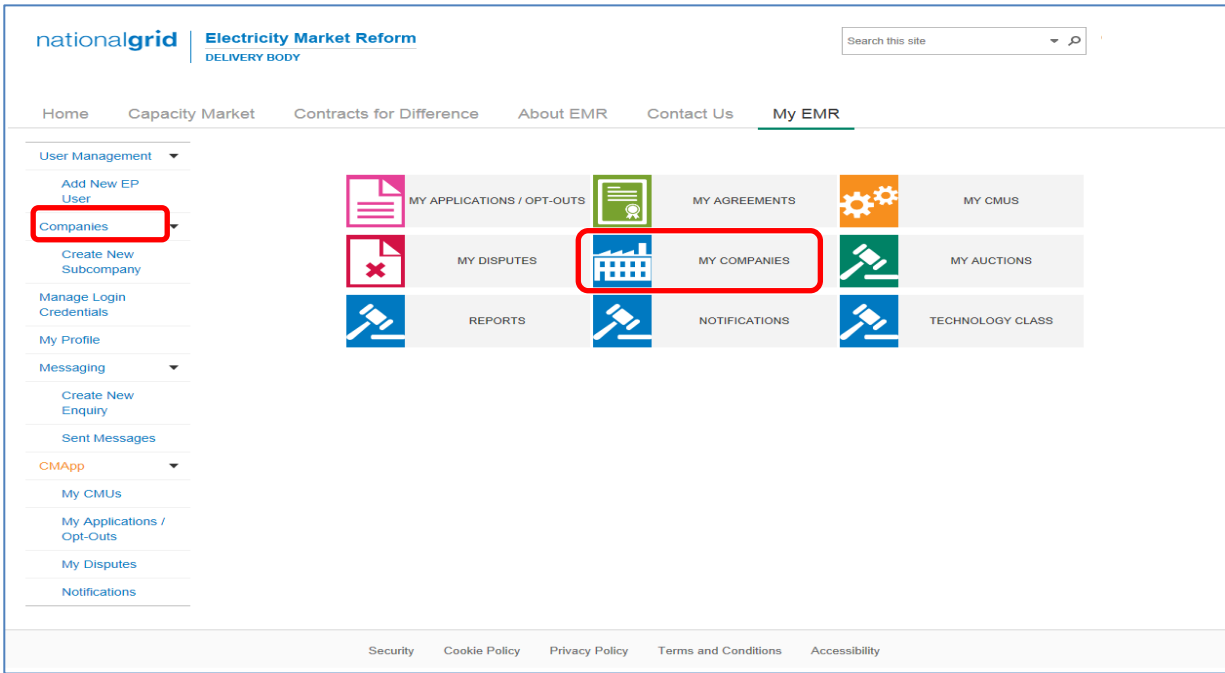 nationalgrid
Electricity Market Reform
DELIVERY BODY
Search this site
Home
Capacity Market
Contracts for Difference
About EMR
Contact Us
My EMR
User Management
Add New EP
User
Companies
Create New
Subcompany
Manage Login
Credentials
My Profile
Messaging
Create New
Enquiry
Sent Messages
CMApp
My CMUs
My Applications /
Opt-Outs
My Disputes
Notifications
MY APPLICATIONS / OPT-OUTS
MY AGREEMENTS
MY CMUS
MY DISPUTES
MY COMPANIES
MY AUCTIONS
REPORTS
NOTIFICATIONS
TECHNOLOGY CLASS
Security
Cookie Policy
Privacy Policy
Terms and Conditions
Accessibility